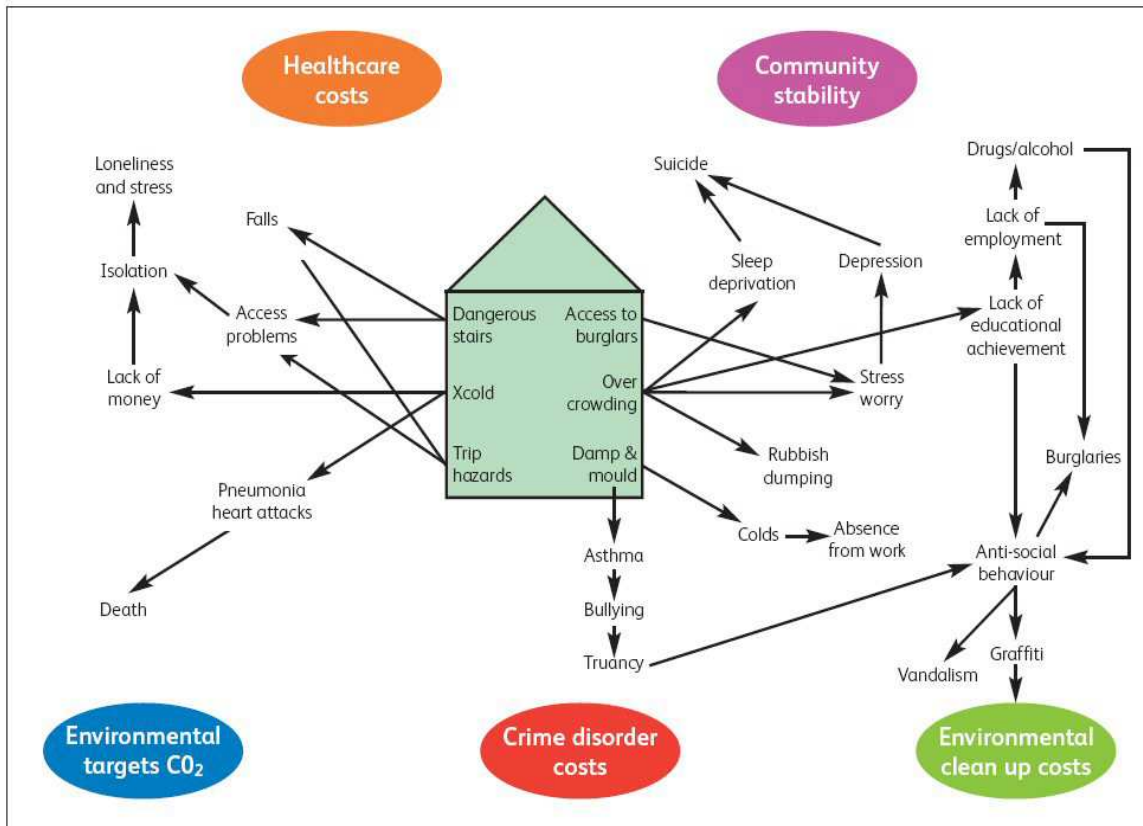 Healthcare
costs
Community
stability
Loneliness
and stress
Falls
Isolation
Access
problems
Lack of
money
Pneumonia
heart attacks
Death
Dangerous
stairs
Xcold
Trip
hazards
Access to
burglars
Over
crowding
Damp &
mould
Suicide
Sleep
deprivation
Depression
Stress
worry
Rubbish
dumping
Colds
Absence
from work
Asthma
Bullying
Truancy
Drugs/alcohol
Lack of
employment
Lack of
educational
achievement
Burglaries
Anti-social
behaviour
Graffiti
Vandalism
Environmental
targets C0₂
Crime disorder
costs
Environmental
clean up costs